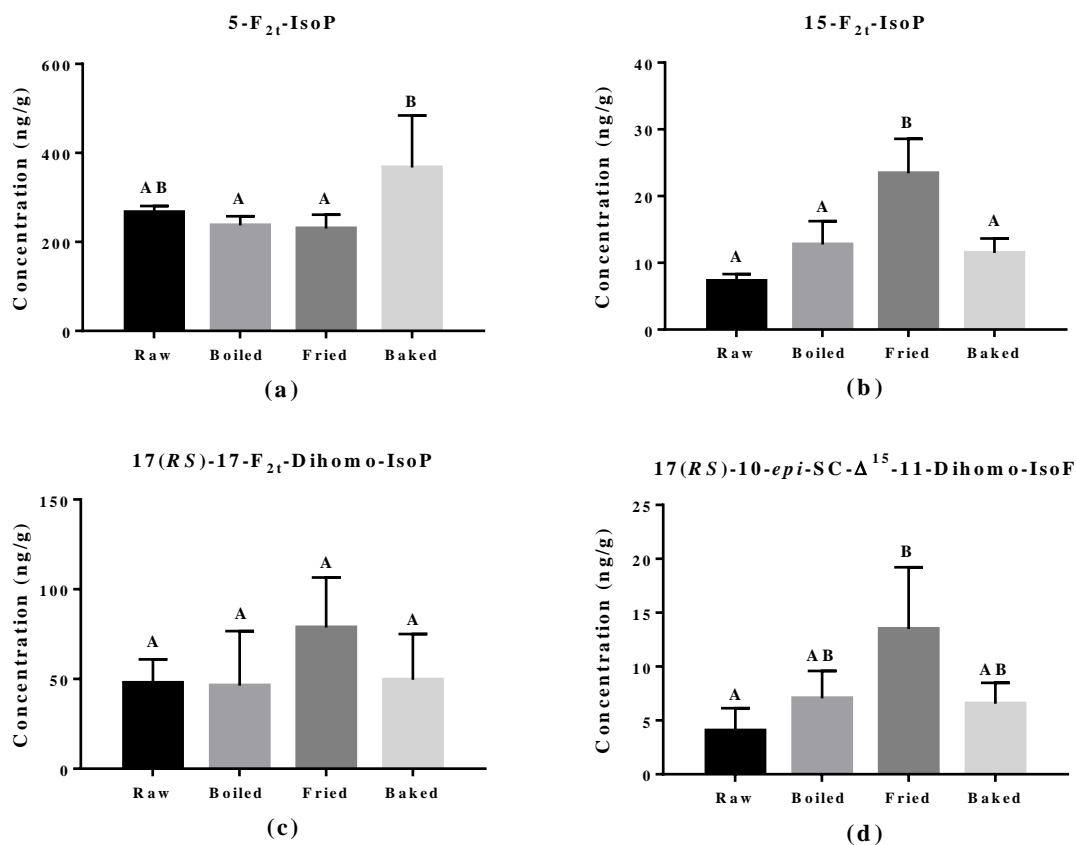 5-F2t-IsoP
Concentration (ng/g)
600
400
200
0
A B
A
A
B
Raw Boiled Fried Baked
(a)
15-F2t-IsoP
Concentration (ng/g)
40
30
20
10
0
A
A
B
A
Raw Boiled Fried Baked
(b)
17(RS)-17-F2t-Dihomo-IsoP
Concentration (ng/g)
150
100
50
0
A
A
A
A
Raw Boiled Fried Baked
(c)
17(RS)-10-epi-SC-Δ15-11-Dihomo-IsoF
Concentration (ng/g)
25
20
15
10
5
0
A
A B
B
A B
Raw Boiled Fried Baked
(d)